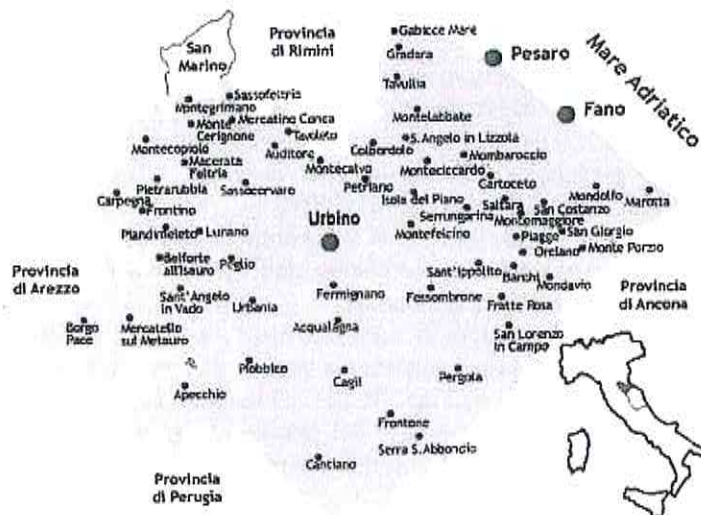 Gabicce Mare
Provincia
di Rimini
San
Marino
Gradara
Pesaro
Mare Adriatico
Tavullia
Sassofeltria
Montegrimano
Mercatino Conca
Monte
Cerignone
Tavoleto
Montelabbate
Fano
S. Angelo in Lizzola
Montecopiolo
Auditore
Colbordolo
Mombaroccio
Macerata
Feltria
Montecalvo
Monteciccardo
Pietrarubbia
Sassocorvaro
Petriano
Cartoceto
Carpegna
Isola del Piano
Saltara
Mondolfo
Marotta
Frontino
Serrungarina
San Costanzo
Montemaggiore
Urbino
Piandimeleto
Lunano
Montefelcino
Piagge
San Giorgio
Orciano
Monte Porzio
Belforte
all'Isauro
Peglio
Sant'Ippolito
Barchi
Mondavio
Provincia
di Arezzo
Sant'Angelo
in Vado
Urbania
Fermignano
Fossombrone
Fratte Rosa
Provincia
di Ancona
Borgo
Pace
Mercatello
sul Metauro
Acqualagna
San Lorenzo
in Campo
Piobbico
Cagli
Pergola
Apecchio
Frontone
Serra S. Abbondio
Cantiano
Provincia
di Perugia